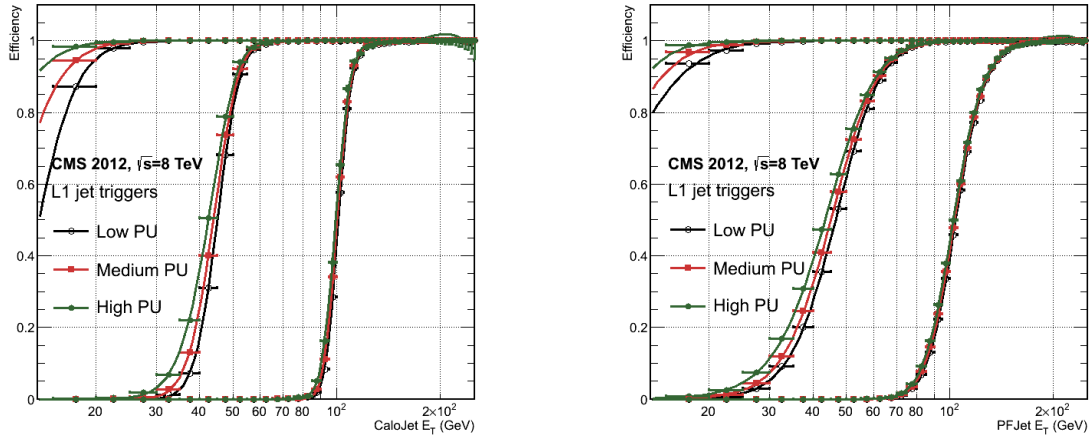 Efficiency
1
0.8
0.6
0.4
0.2
0
CMS 2012, √s=8 TeV
L1 jet triggers
Low PU
Medium PU
High PU
20 30 40 50 60 70 80 10² 2×10²
CaloJet E_T (GeV)
Efficiency
1
0.8
0.6
0.4
0.2
0
CMS 2012, √s=8 TeV
L1 jet triggers
Low PU
Medium PU
High PU
20 30 40 50 60 70 80 10² 2×10²
PFJet E_T (GeV)